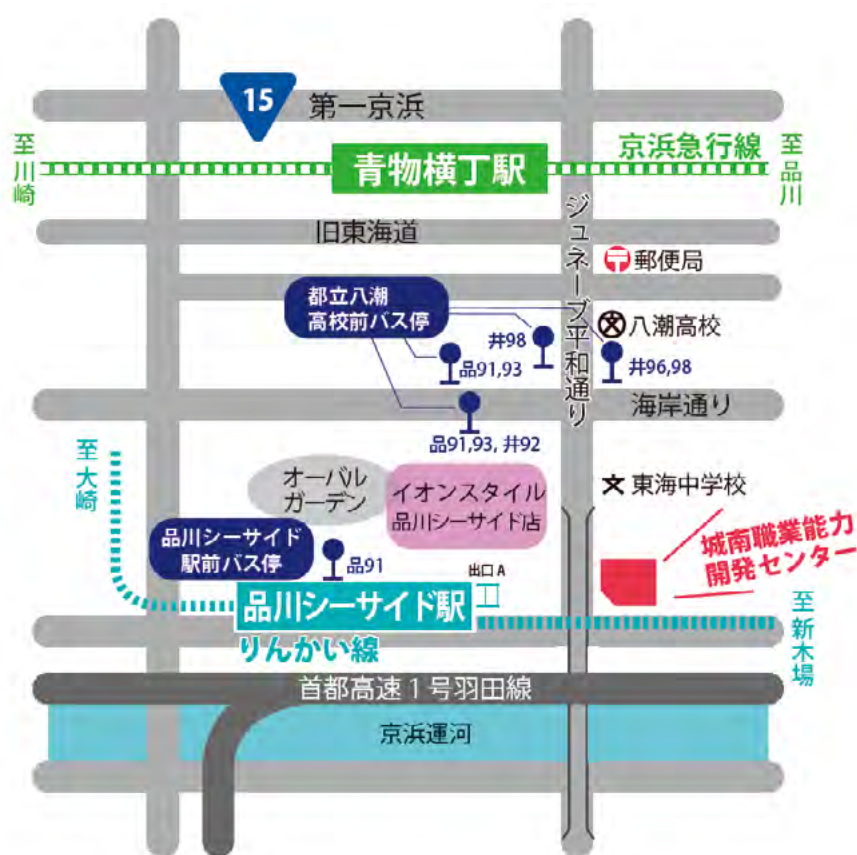 15
第一京浜
至川崎
青物横丁駅
京浜急行線
至品川
旧東海道
ジュネーブ平和通り
郵便局
都立八潮
高校前バス停
八潮高校
井98
品91,93
井96,98
海岸通り
品91,93, 井92
至大崎
オーバル
ガーデン
イオンスタイル
品川シーサイド店
文 東海中学校
城南職業能力
開発センター
品川シーサイド
駅前バス停
品91
出口A
品川シーサイド駅
りんかい線
至新木場
首都高速1号羽田線
京浜運河